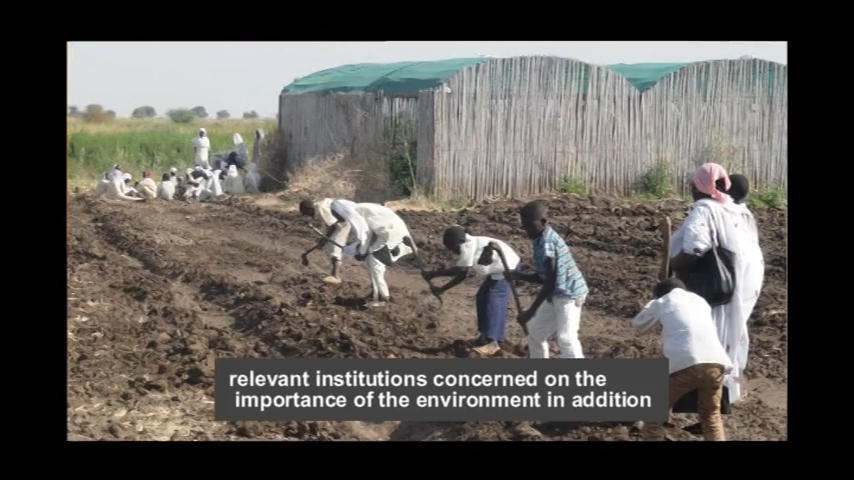 relevant institutions concerned on the
importance of the environment in addition